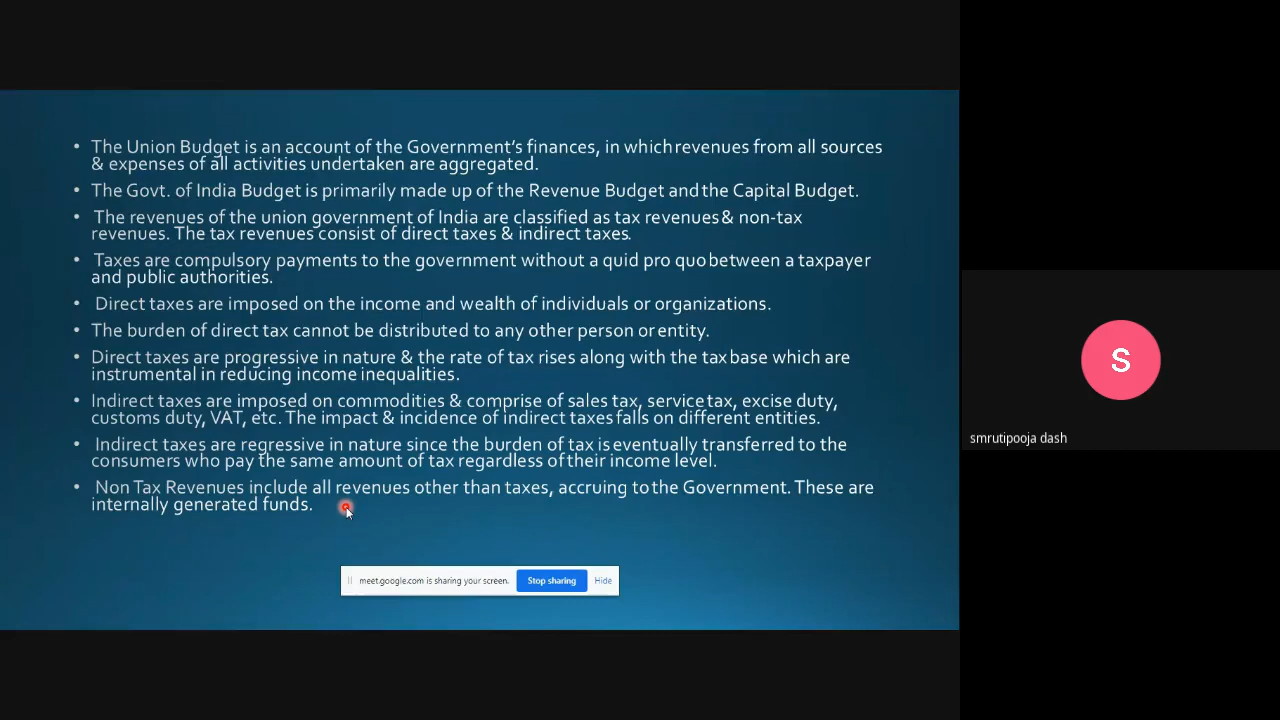 • The Union Budget is an account of the Government's finances, in which revenues from all sources
& expenses of all activities undertaken are aggregated.
• The Govt. of India Budget is primarily made up of the Revenue Budget and the Capital Budget.
• The revenues of the union government of India are classified as tax revenues & non-tax
revenues. The tax revenues consist of direct taxes & indirect taxes.
• Taxes are compulsory payments to the government without a quid pro quo between a taxpayer
and public authorities.
• Direct taxes are imposed on the income and wealth of individuals or organizations.
• The burden of direct tax cannot be distributed to any other person or entity.
• Direct taxes are progressive in nature & the rate of tax rises along with the tax base which are
instrumental in reducing income inequalities.
• Indirect taxes are imposed on commodities & comprise of sales tax, service tax, excise duty,
customs duty, VAT, etc. The impact & incidence of indirect taxes falls on different entities.
• Indirect taxes are regressive in nature since the burden of tax is eventually transferred to the
consumers who pay the same amount of tax regardless of their income level.
• Non Tax Revenues include all revenues other than taxes, accruing to the Government. These are
internally generated funds.
meet.google.com is sharing your screen. Stop sharing Hide
S
smrutipooja dash